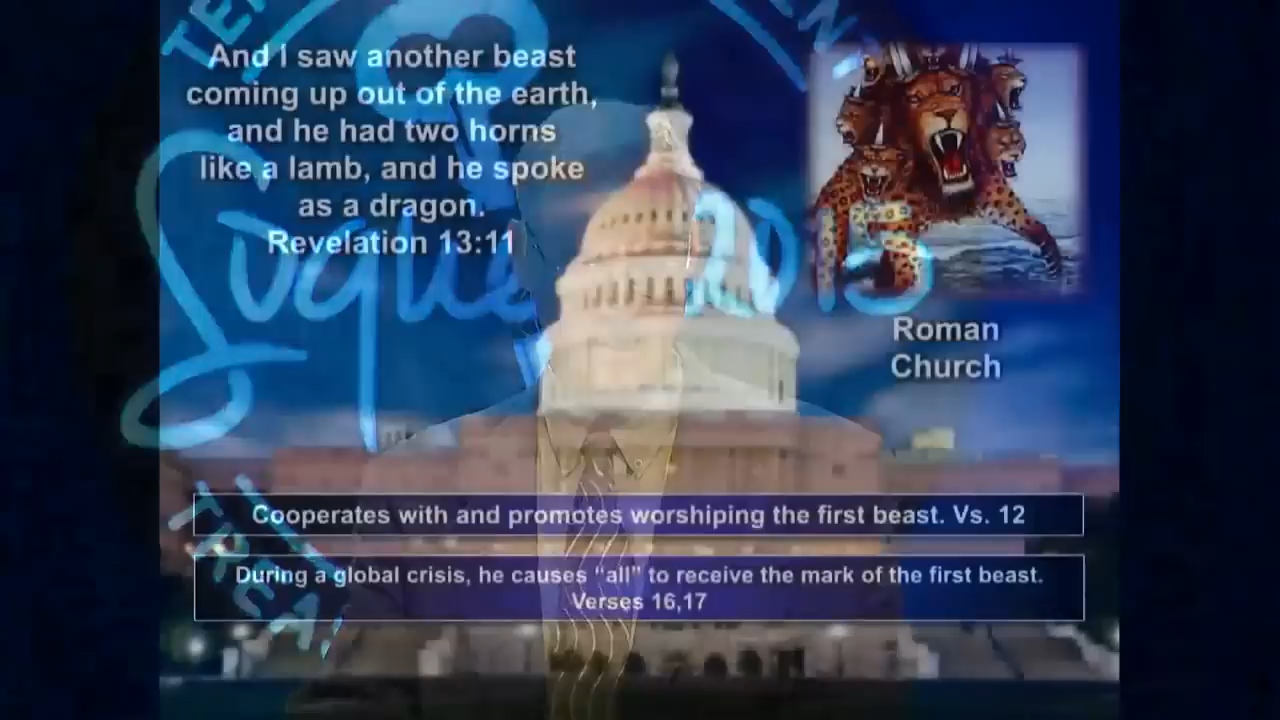 And I saw another beast
coming up out of the earth,
and he had two horns
like a lamb, and he spoke
as a dragon.
Revelation 13:11
2015
Roman
Church
Cooperates with and promotes worshiping the first beast. Vs. 12
During a global crisis, he causes "all" to receive the mark of the first beast.
Verses 16,17